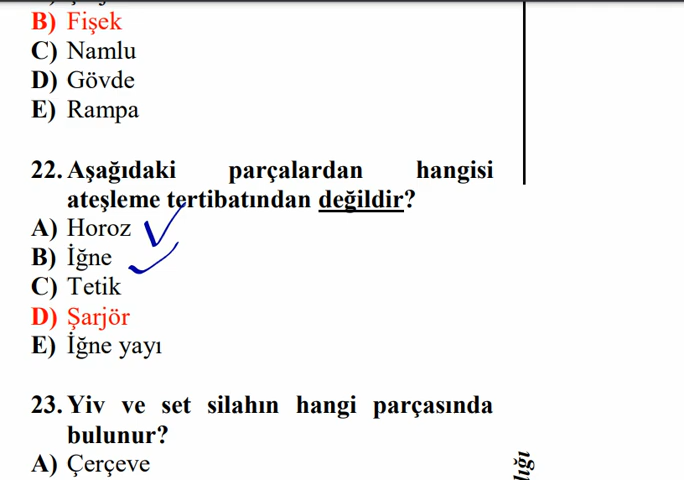 B) Fişek
C) Namlu
D) Gövde
E) Rampa
22. Aşağıdaki parçalardan hangisi
ateşleme tertibatından değildir?
A) Horoz
B) İğne
C) Tetik
D) Şarjör
E) İğne yayı
23. Yiv ve set silahın hangi parçasında
bulunur?
A) Çerçeve